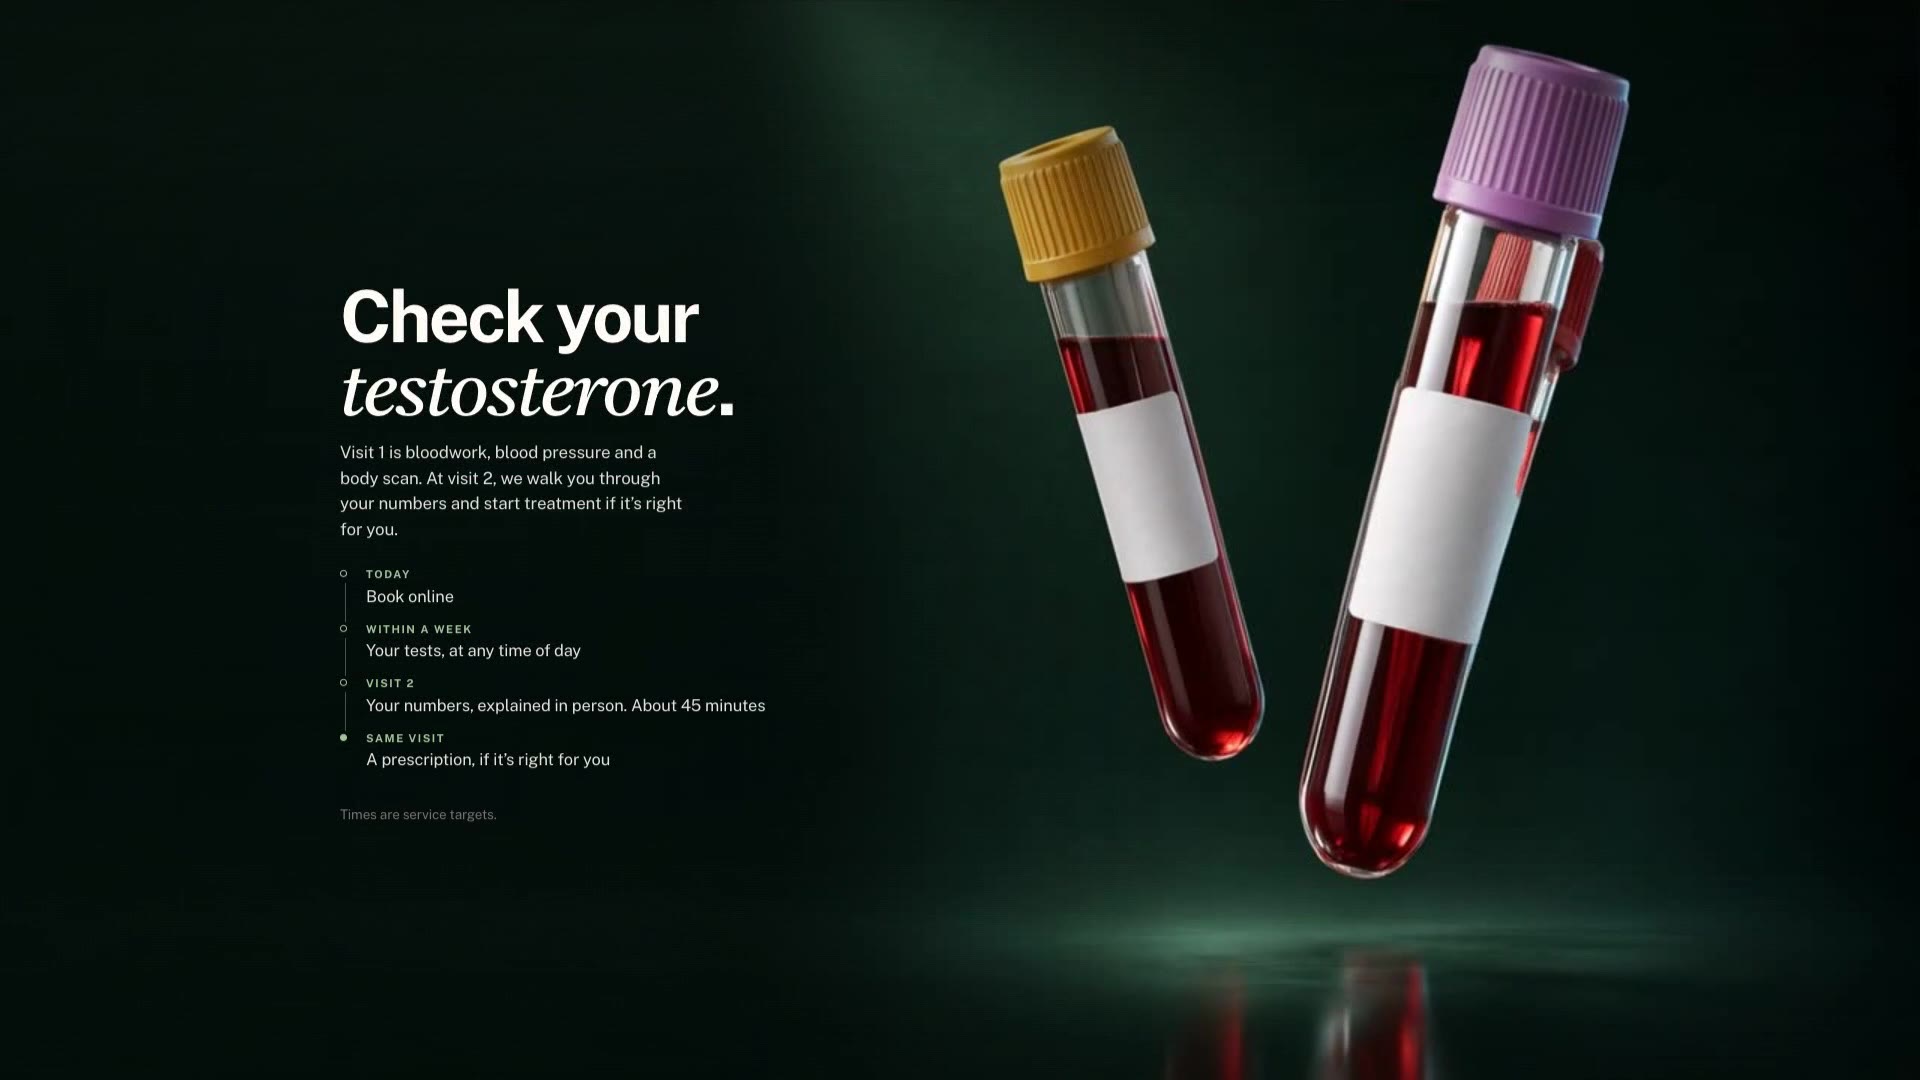 Check your
testosterone.
Visit 1 is bloodwork, blood pressure and a
body scan. At visit 2, we walk you through
your numbers and start treatment if it’s right
for you.
TODAY
Book online
WITHIN A WEEK
Your tests, at any time of day
VISIT 2
Your numbers, explained in person. About 45 minutes
SAME VISIT
A prescription, if it’s right for you
Times are service targets.